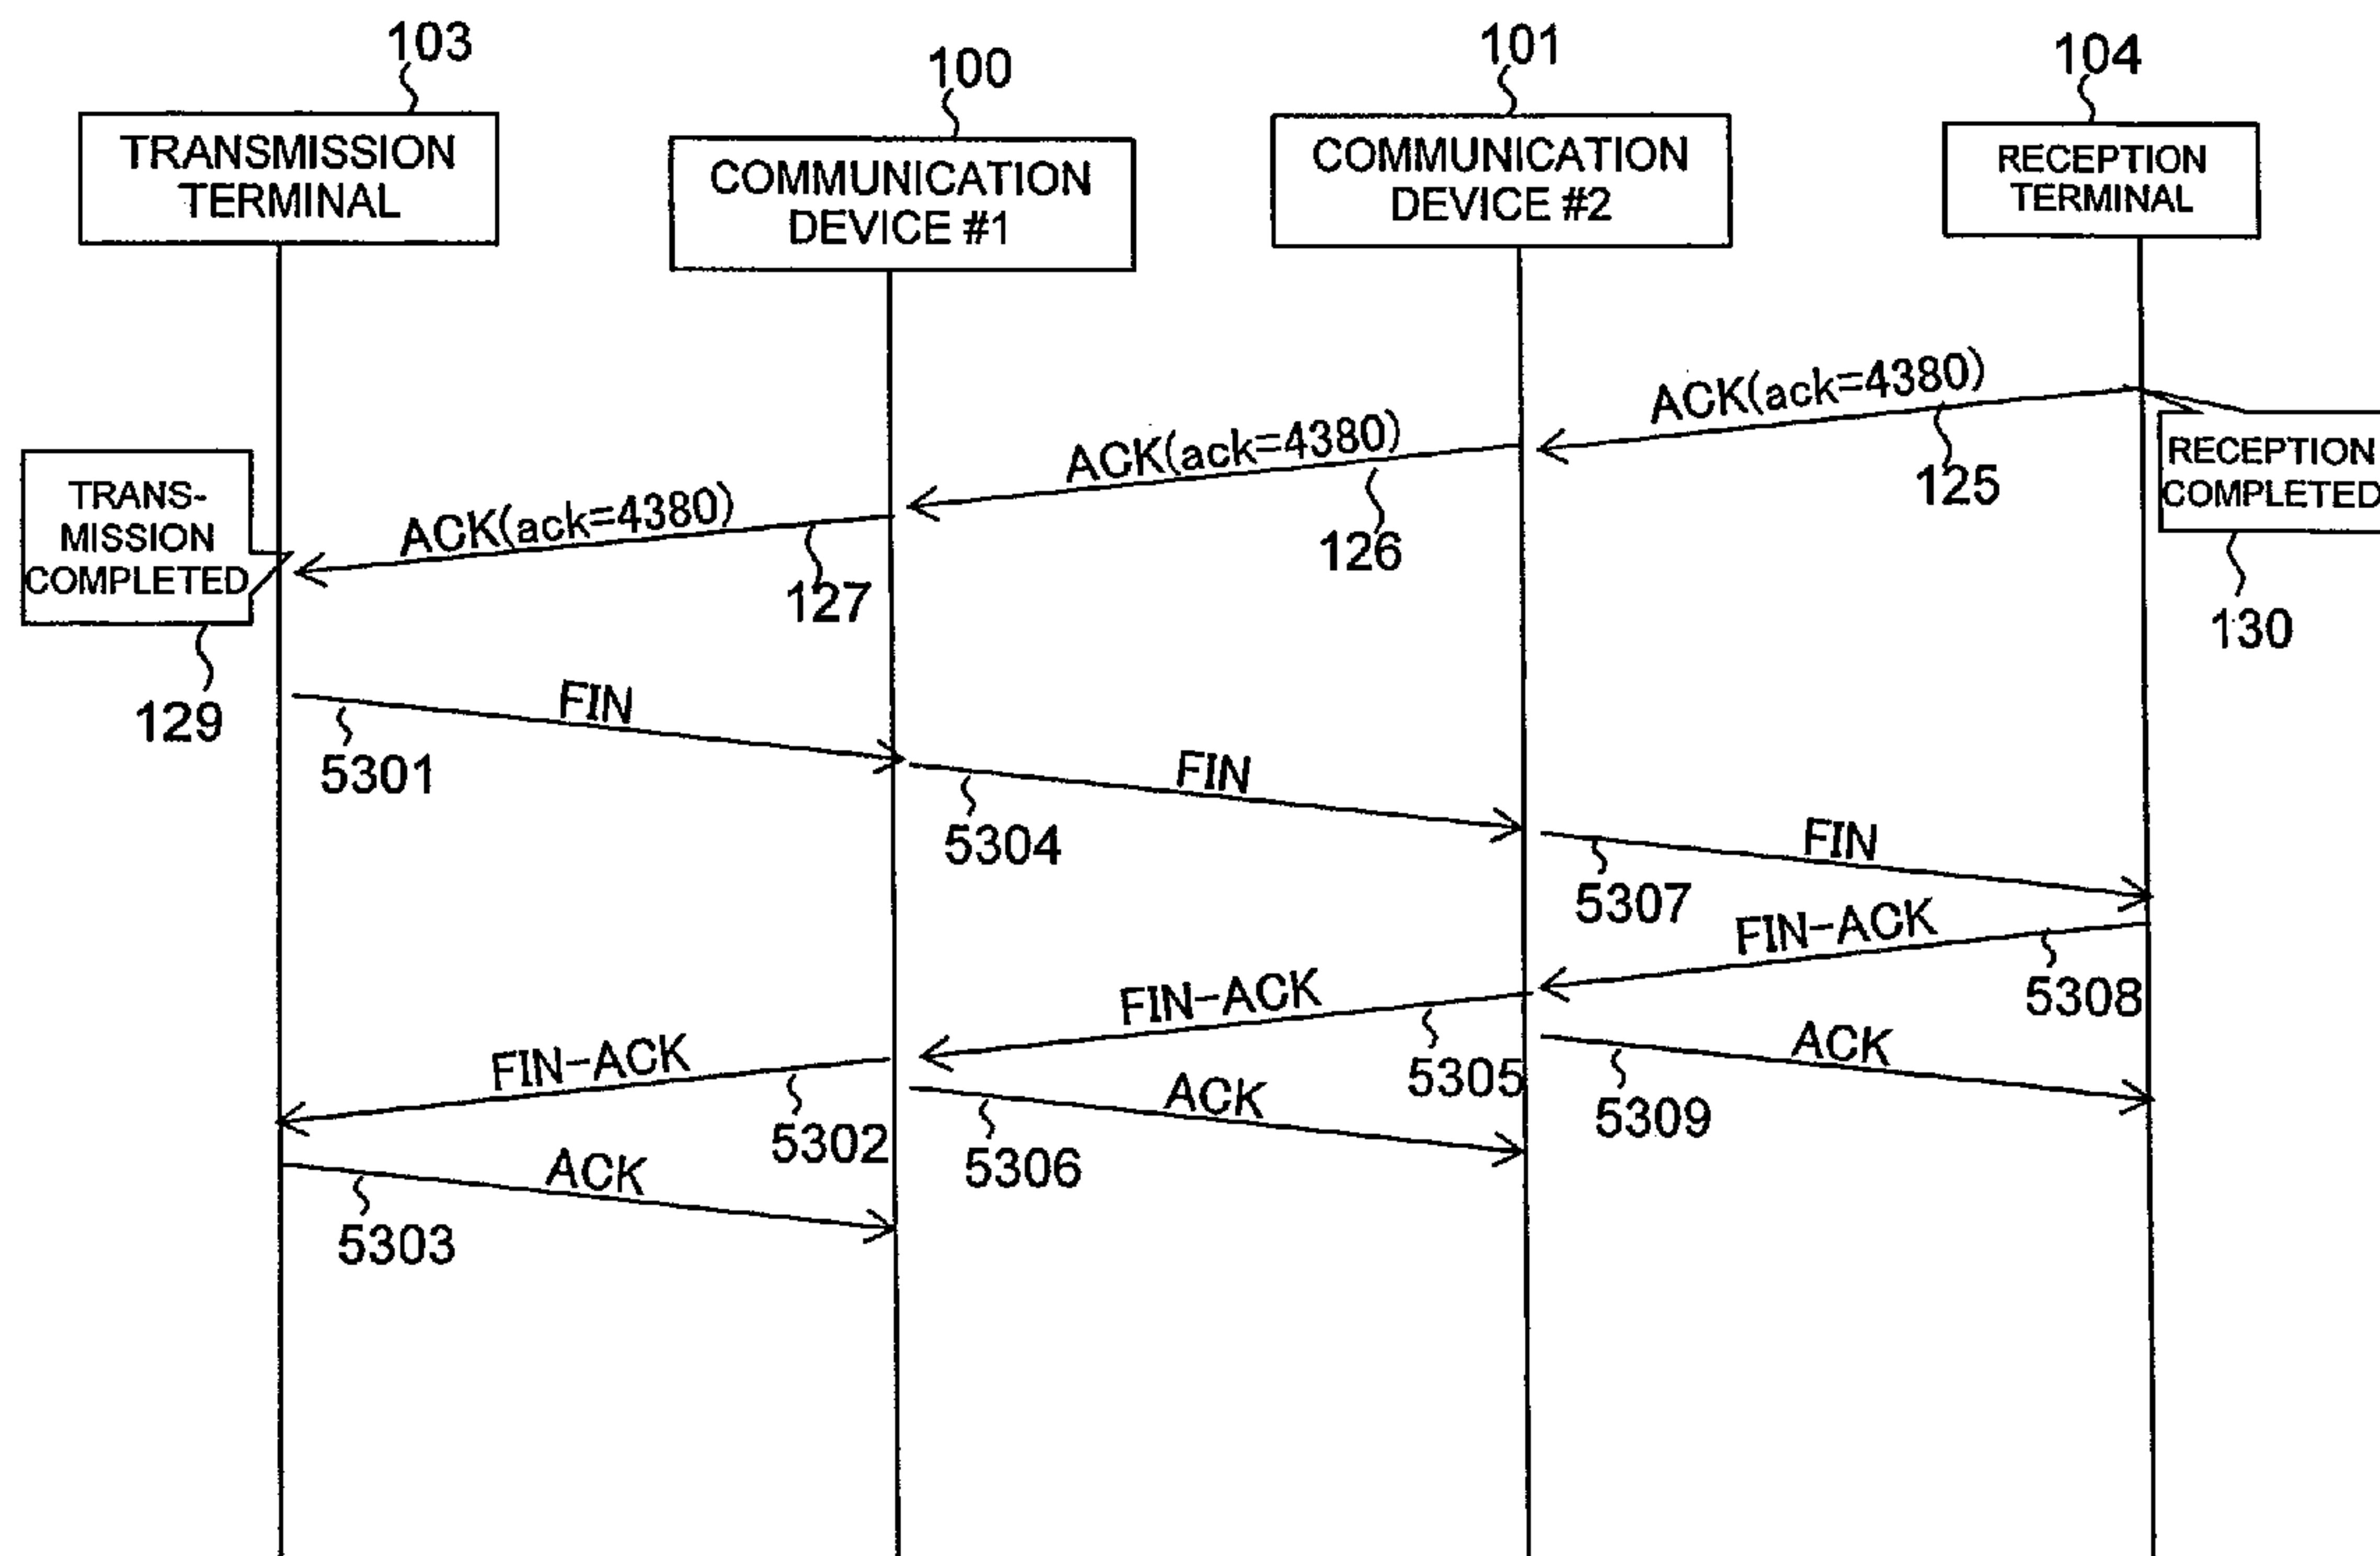 103
100
101
104
TRANSMISSION
TERMINAL
COMMUNICATION
DEVICE #1
COMMUNICATION
DEVICE #2
RECEPTION
TERMINAL
ACK(ack=4380)
125
RECEPTION
COMPLETED
130
ACK(ack=4380)
126
ACK(ack=4380)
127
TRANS-
MISSION
COMPLETED
129
FIN
5301
FIN
5304
FIN
5307
FIN-ACK
5308
FIN-ACK
5305
ACK
5309
FIN-ACK
5302
ACK
5306
ACK
5303